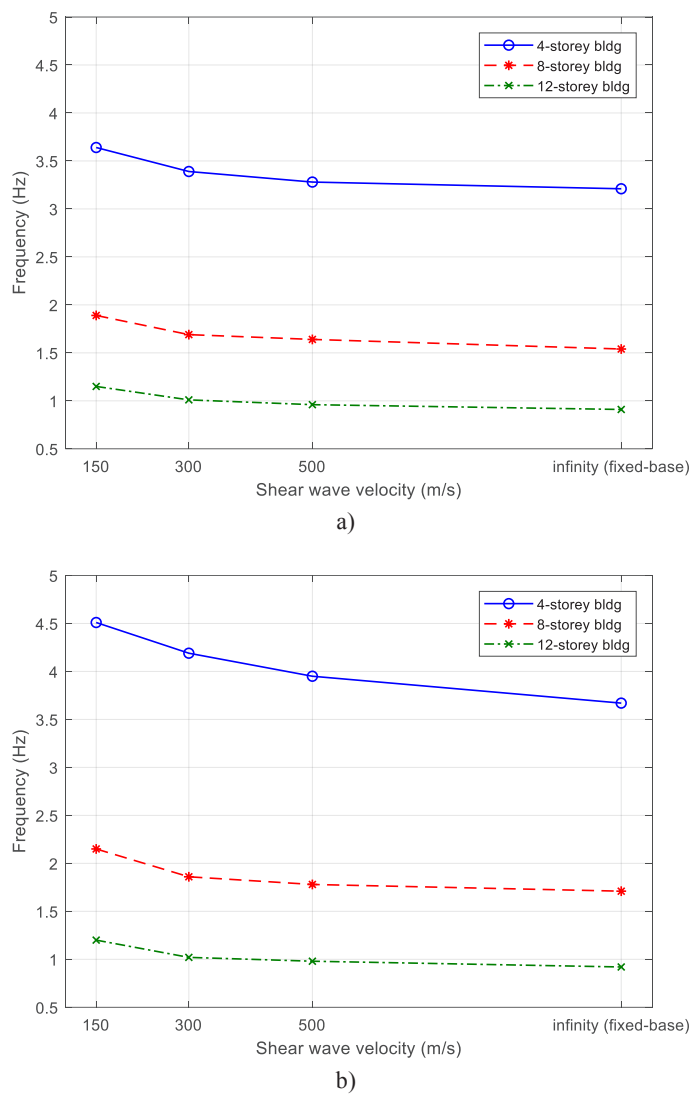 5
4.5
4
3.5
3
2.5
2
1.5
1
0.5
Frequency (Hz)
4-storey bldg
8-storey bldg
12-storey bldg
150 300 500 infinity (fixed-base)
Shear wave velocity (m/s)
a)
5
4.5
4
3.5
3
2.5
2
1.5
1
0.5
Frequency (Hz)
4-storey bldg
8-storey bldg
12-storey bldg
150 300 500 infinity (fixed-base)
Shear wave velocity (m/s)
b)